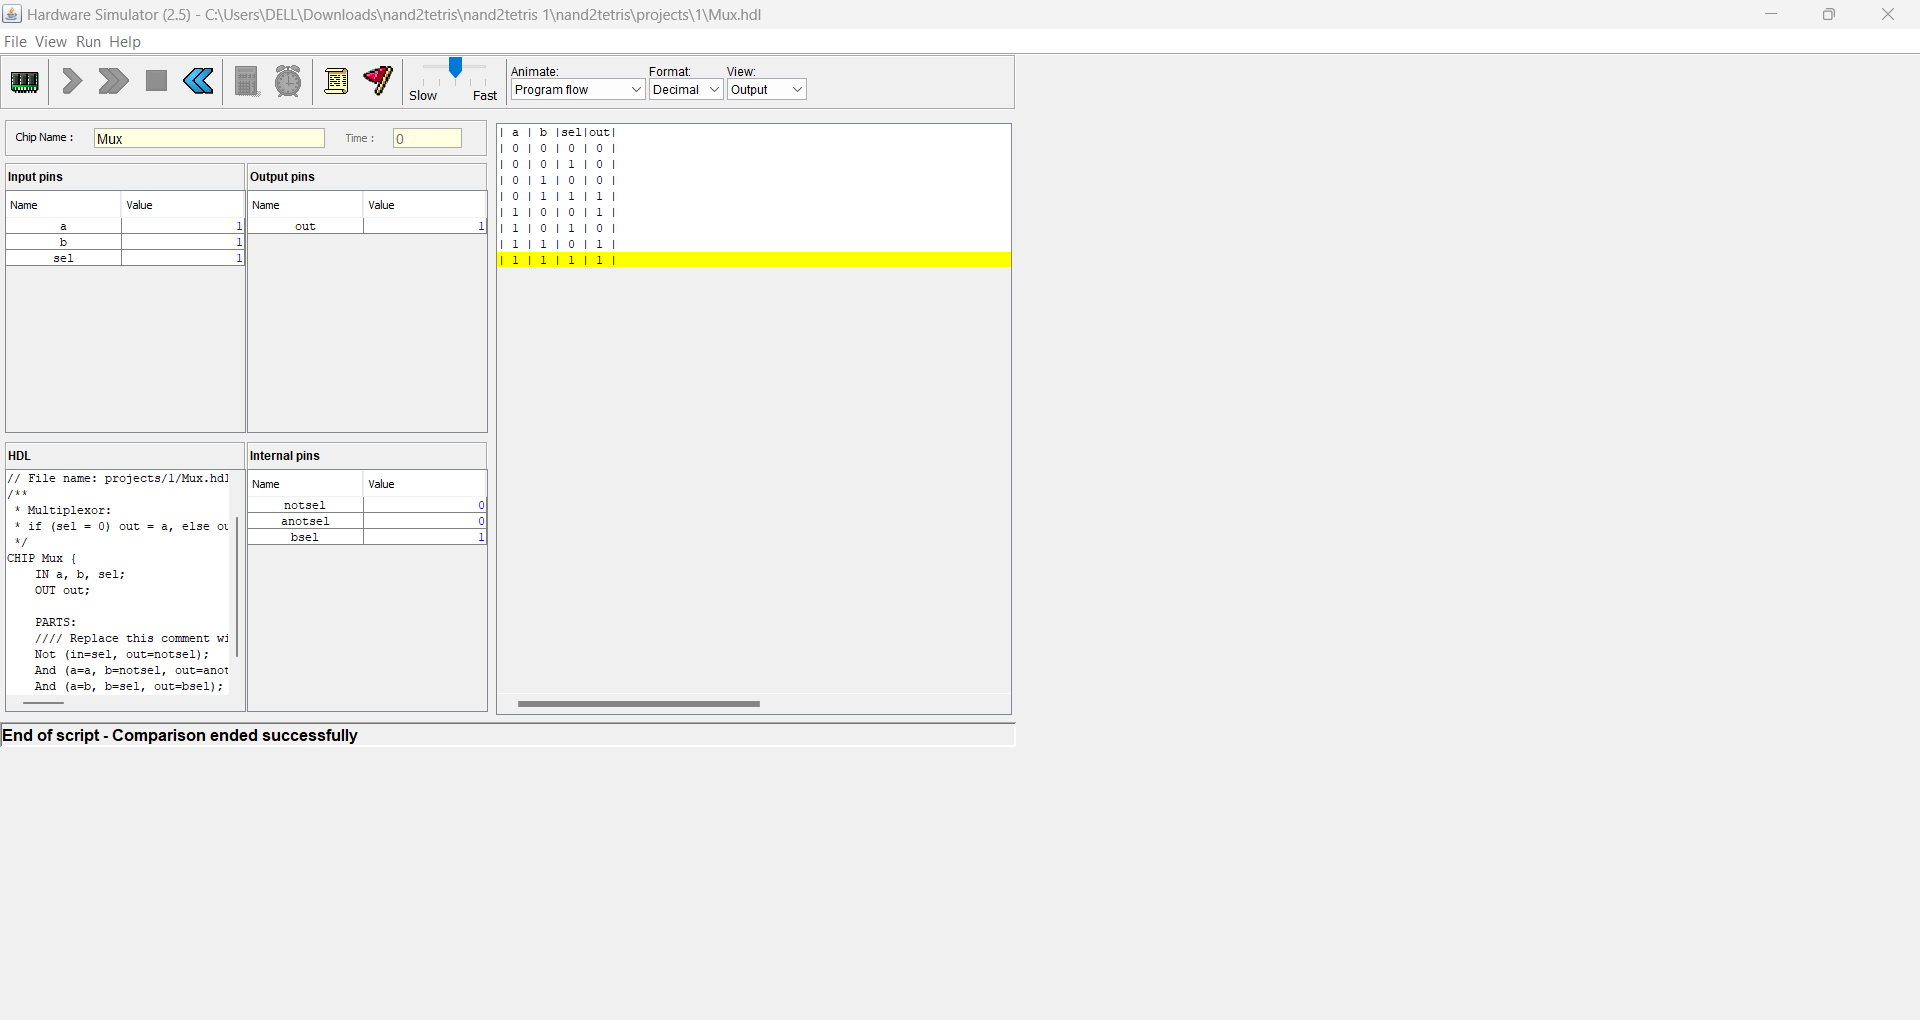 Hardware Simulator (2.5) - C:\Users\DELL\Downloads\nand2tetris\nand2tetris 1\nand2tetris\projects\1\Mux.hdl
File View Run Help
Slow Fast
Animate: Format: View:
Program flow Decimal Output
Chip Name : Mux Time : 0
Input pins
Name Value
a 1
b 1
sel 1
Output pins
Name Value
out 1
HDL
// File name: projects/1/Mux.hdl
/**
* Multiplexor:
* if (sel = 0) out = a, else ou
*/
CHIP Mux {
IN a, b, sel;
OUT out;
PARTS:
//// Replace this comment wi
Not (in=sel, out=notsel);
And (a=a, b=notsel, out=anot
And (a=b, b=sel, out=bsel);
Internal pins
Name Value
notsel 0
anotsel 0
bsel 1
| a | b |sel|out|
| 0 | 0 | 0 | 0 |
| 0 | 0 | 1 | 0 |
| 0 | 1 | 0 | 0 |
| 0 | 1 | 1 | 1 |
| 1 | 0 | 0 | 1 |
| 1 | 0 | 1 | 0 |
| 1 | 1 | 0 | 1 |
| 1 | 1 | 1 | 1 |
End of script - Comparison ended successfully